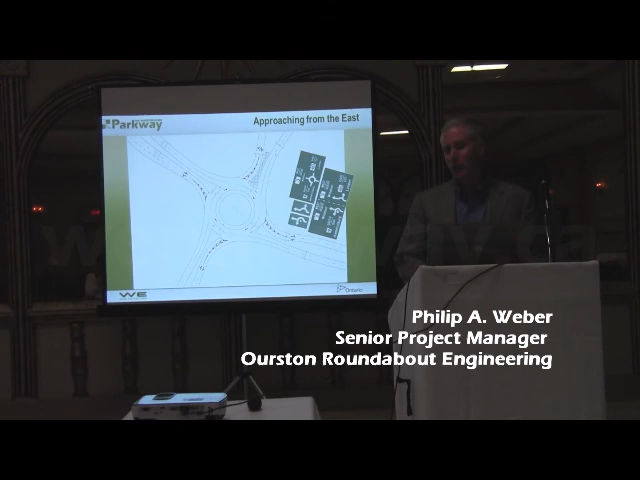 Parkway
Approaching from the East
WE
Ontario
Philip A. Weber
Senior Project Manager
Ourston Roundabout Engineering